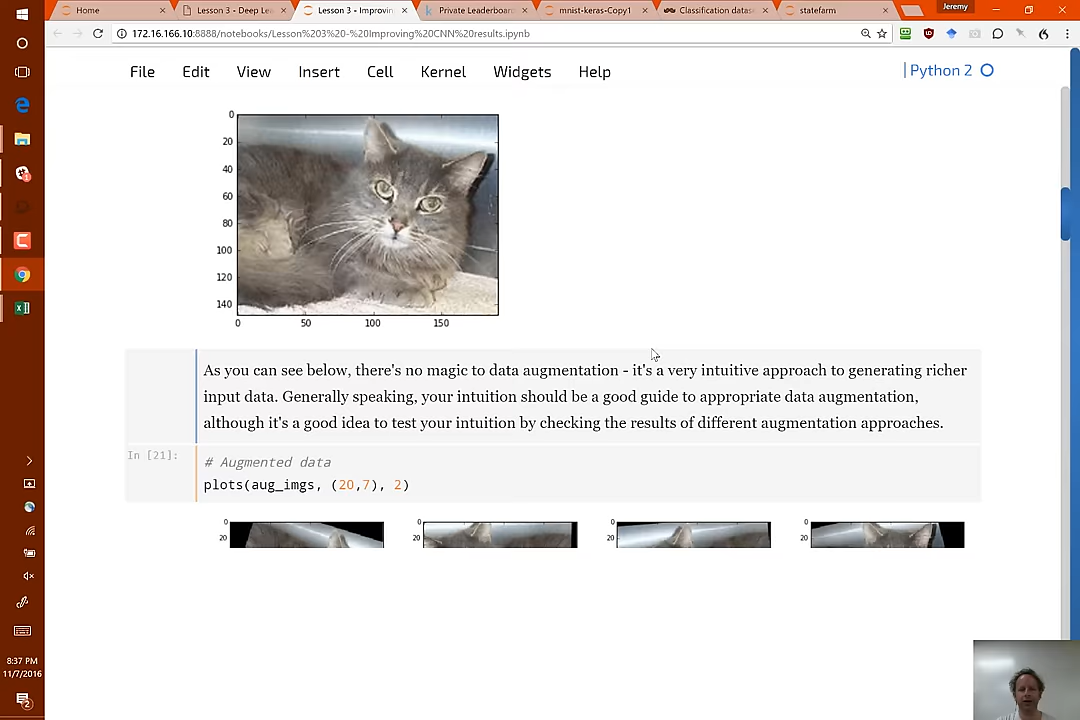 Home
Lesson 3 - Deep Le
Lesson 3 - Improvin
Private Leaderboar
mnist-keras-Copy1
Classification datas
statefarm
Jeremy
172.16.166.10:8888/notebooks/Lesson%203%20-%20Improving%20CNN%20results.ipynb
File Edit View Insert Cell Kernel Widgets Help Python 2
0
20
40
60
80
100
120
140
0 50 100 150
As you can see below, there's no magic to data augmentation - it's a very intuitive approach to generating richer
input data. Generally speaking, your intuition should be a good guide to appropriate data augmentation,
although it's a good idea to test your intuition by checking the results of different augmentation approaches.
In [21]:
# Augmented data
plots(aug_imgs, (20,7), 2)
0 0 0 0
20 20 20 20
8:37 PM
11/7/2016
2